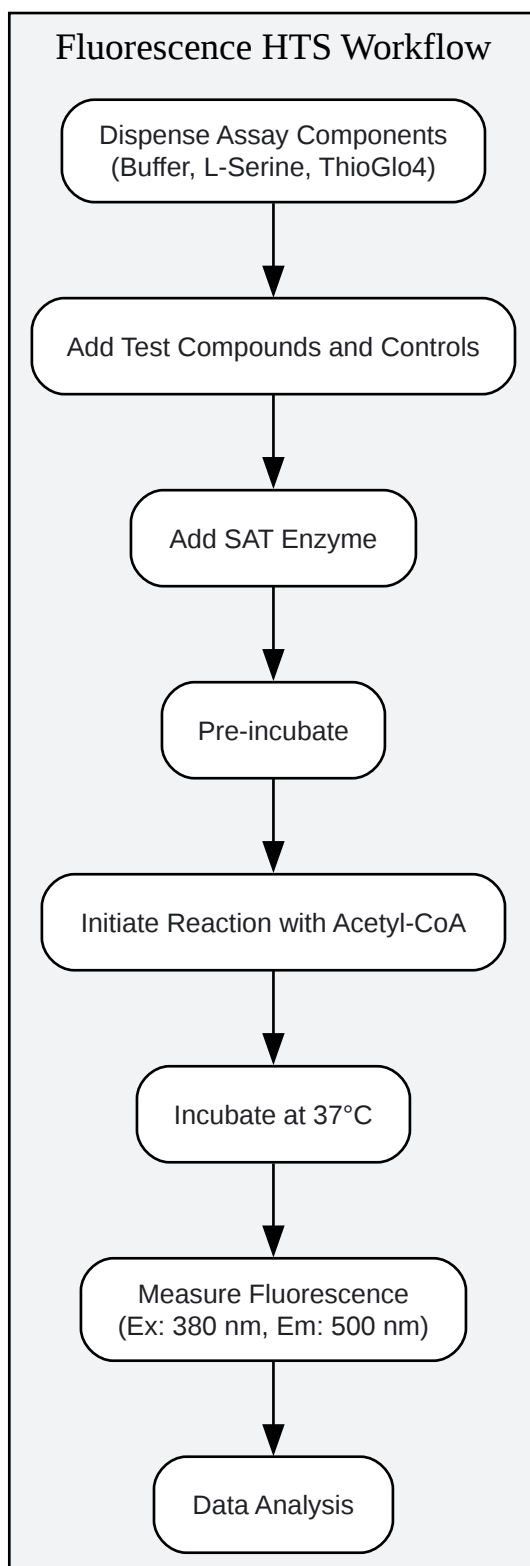 Fluorescence HTS Workflow
Dispense Assay Components
(Buffer, L-Serine, ThioGlo4)
Add Test Compounds and Controls
Add SAT Enzyme
Pre-incubate
Initiate Reaction with Acetyl-CoA
Incubate at 37°C
Measure Fluorescence
(Ex: 380 nm, Em: 500 nm)
Data Analysis